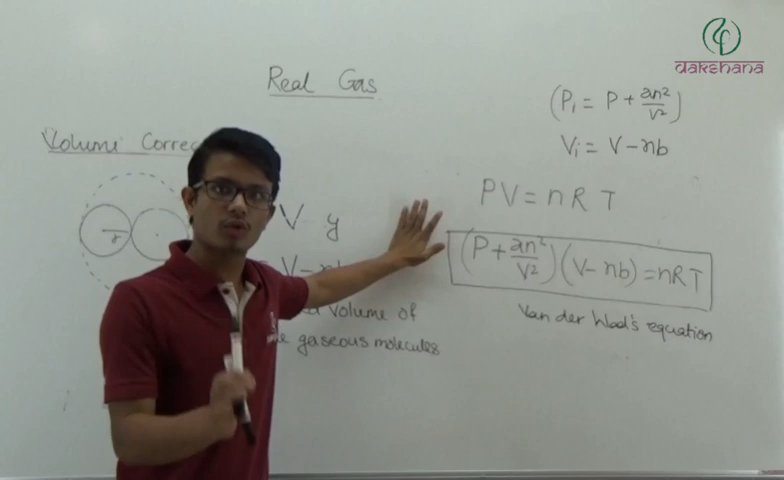 dakshana
Real Gas
(Pi = P + an²/V²)
Vi = V - nb
Volume Correc
r
V
y
PV = nRT
(P + an²/V²)(V - nb) = nRT
V - nb
volume of
gaseous molecules
Van der Waal's equation